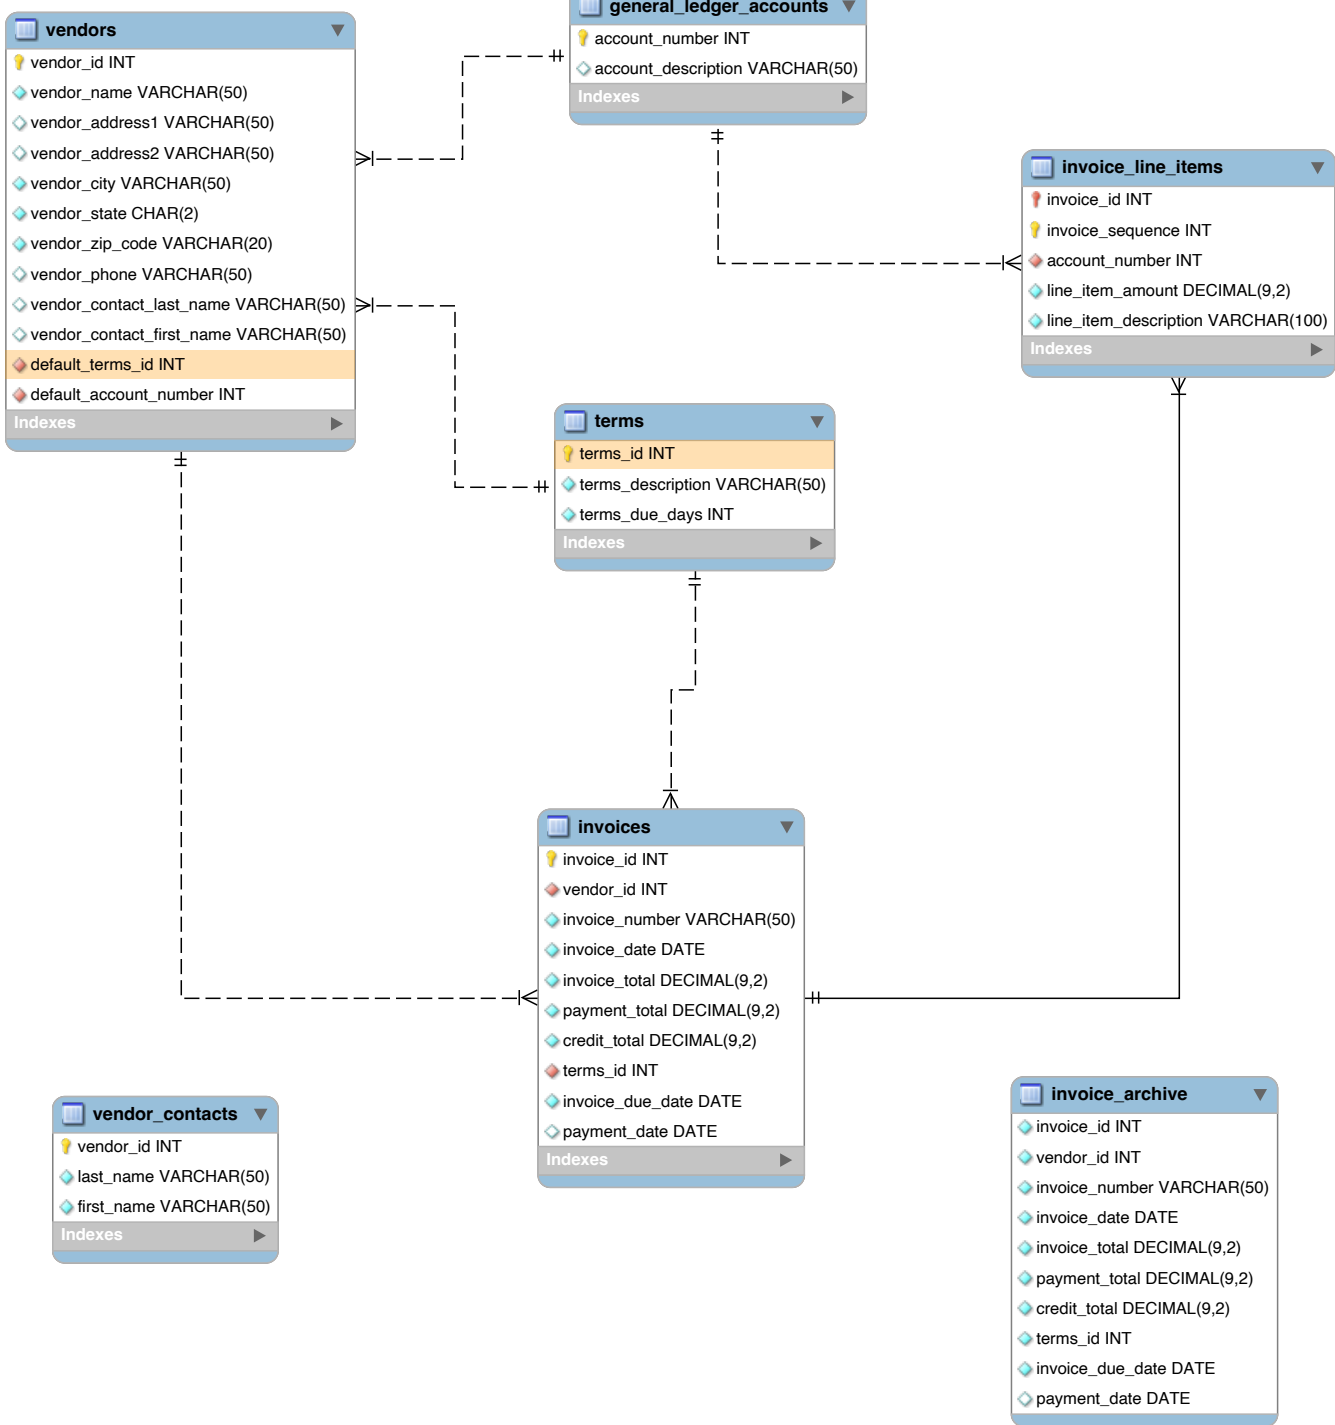 vendors
vendor_id INT
vendor_name VARCHAR(50)
vendor_address1 VARCHAR(50)
vendor_address2 VARCHAR(50)
vendor_city VARCHAR(50)
vendor_state CHAR(2)
vendor_zip_code VARCHAR(20)
vendor_phone VARCHAR(50)
vendor_contact_last_name VARCHAR(50)
vendor_contact_first_name VARCHAR(50)
default_terms_id INT
default_account_number INT
Indexes
general_ledger_accounts
account_number INT
account_description VARCHAR(50)
Indexes
invoice_line_items
invoice_id INT
invoice_sequence INT
account_number INT
line_item_amount DECIMAL(9,2)
line_item_description VARCHAR(100)
Indexes
terms
terms_id INT
terms_description VARCHAR(50)
terms_due_days INT
Indexes
invoices
invoice_id INT
vendor_id INT
invoice_number VARCHAR(50)
invoice_date DATE
invoice_total DECIMAL(9,2)
payment_total DECIMAL(9,2)
credit_total DECIMAL(9,2)
terms_id INT
invoice_due_date DATE
payment_date DATE
Indexes
vendor_contacts
vendor_id INT
last_name VARCHAR(50)
first_name VARCHAR(50)
Indexes
invoice_archive
invoice_id INT
vendor_id INT
invoice_number VARCHAR(50)
invoice_date DATE
invoice_total DECIMAL(9,2)
payment_total DECIMAL(9,2)
credit_total DECIMAL(9,2)
terms_id INT
invoice_due_date DATE
payment_date DATE